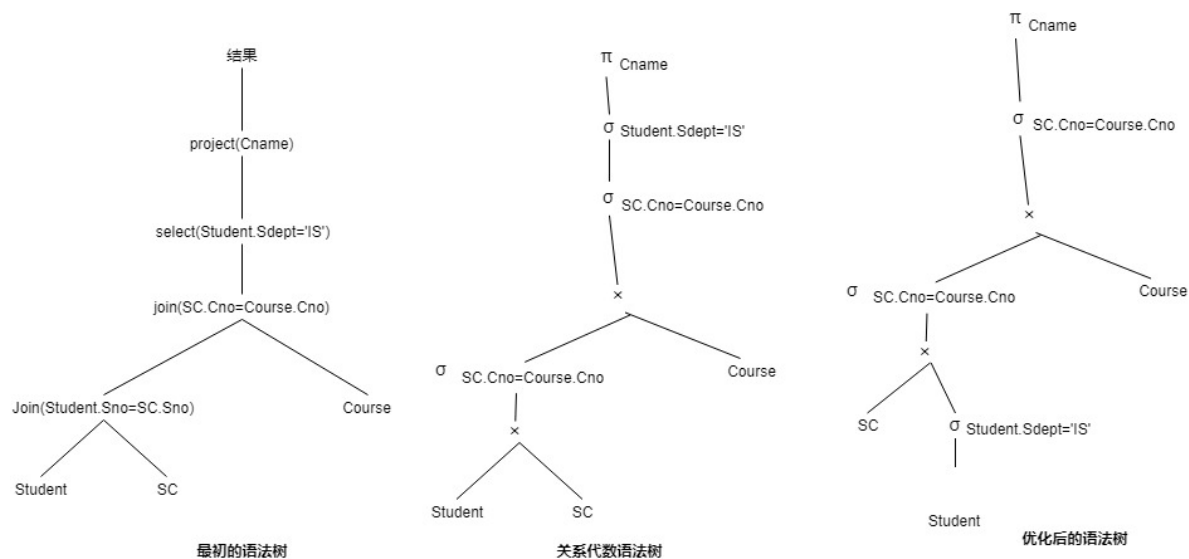 结果
project(Cname)
select(Student.Sdept='IS')
join(SC.Cno=Course.Cno)
Join(Student.Sno=SC.Sno)
Course
Student
SC
最初的语法树
π Cname
σ Student.Sdept='IS'
σ SC.Cno=Course.Cno
×
σ SC.Cno=Course.Cno
Course
×
Student
SC
关系代数语法树
π Cname
σ SC.Cno=Course.Cno
×
σ SC.Cno=Course.Cno
Course
×
SC
σ Student.Sdept='IS'
Student
优化后的语法树